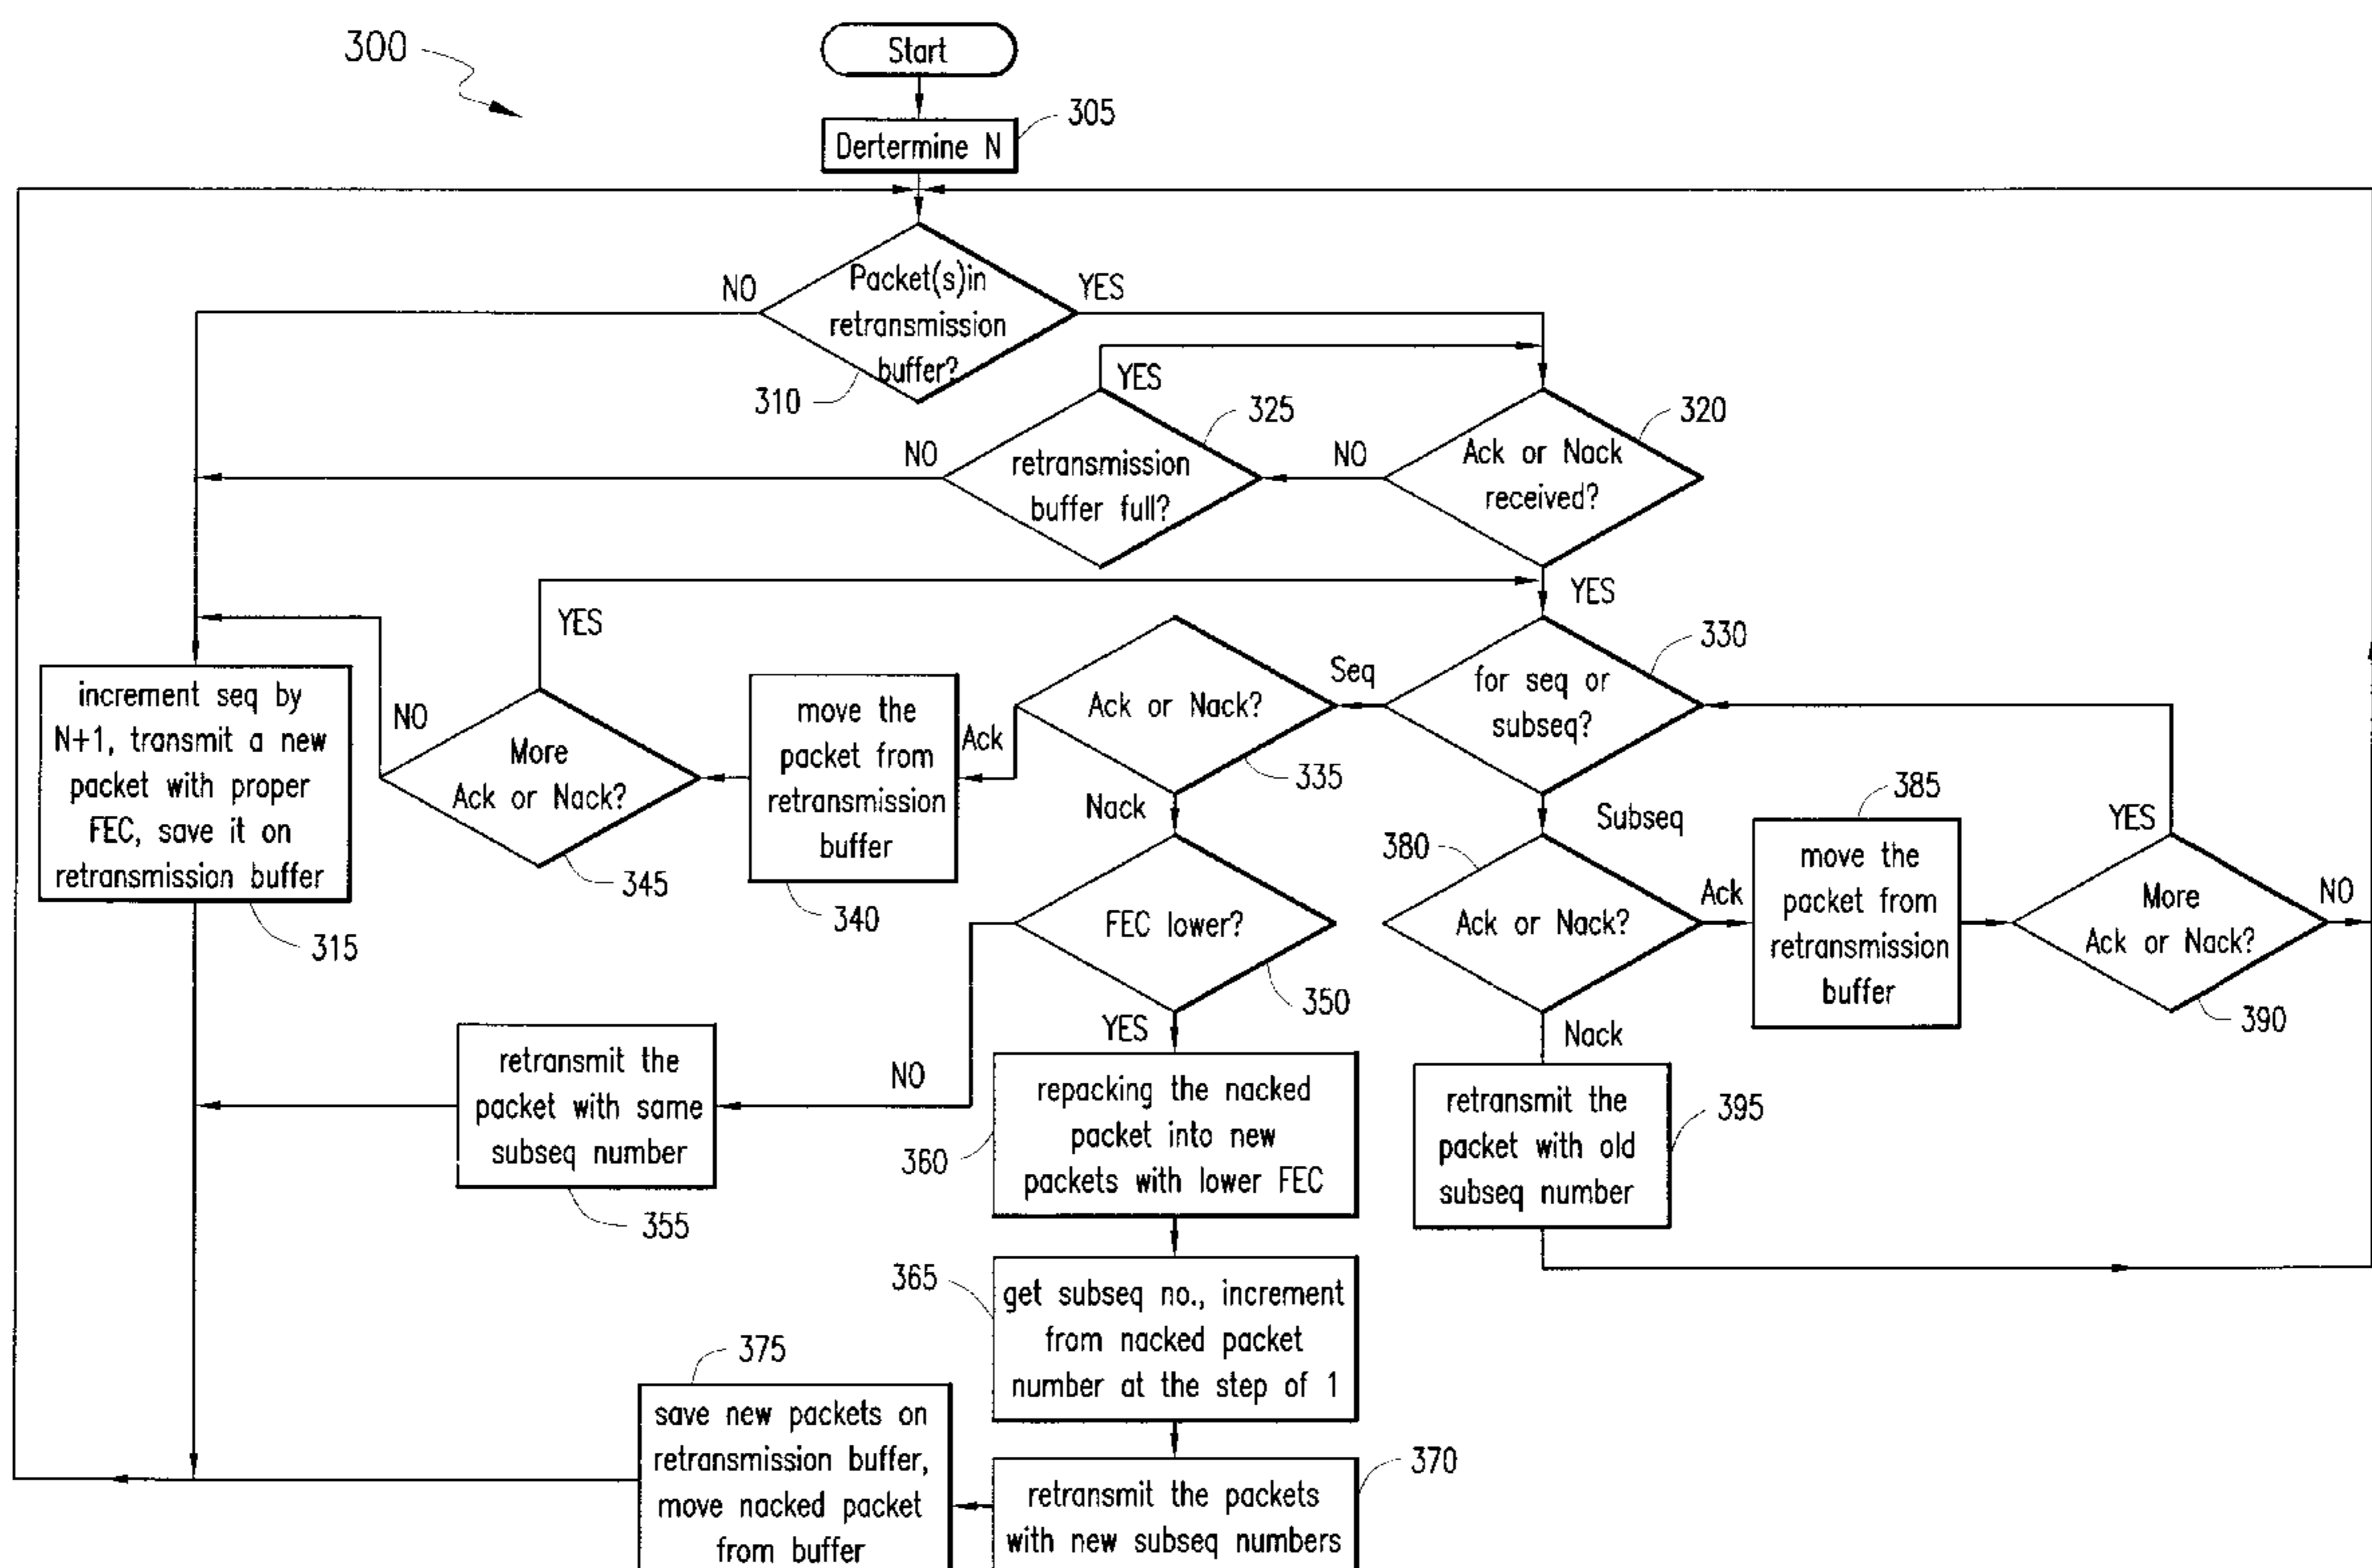 300
Start
305
Dertermine N
NO
Packet(s)in
retransmission
buffer?
YES
310
YES
325
320
NO
retransmission
buffer full?
NO
Ack or Nack
received?
YES
YES
330
NO
Seq
for seq or
subseq?
increment seq by
N+1, transmit a new
packet with proper
FEC, save it on
retransmission buffer
315
More
Ack or Nack?
345
move the
packet from
retransmission
buffer
340
Ack
Ack or Nack?
335
Nack
Subseq
380
385
YES
FEC lower?
350
Ack or Nack?
Ack
move the
packet from
retransmission
buffer
More
Ack or Nack?
NO
390
YES
Nack
NO
retransmit the
packet with same
subseq number
355
repacking the nacked
packet into new
packets with lower FEC
360
retransmit the
packet with old
subseq number
395
365
get subseq no., increment
from nacked packet
number at the step of 1
375
save new packets on
retransmission buffer,
move nacked packet
from buffer
370
retransmit the packets
with new subseq numbers